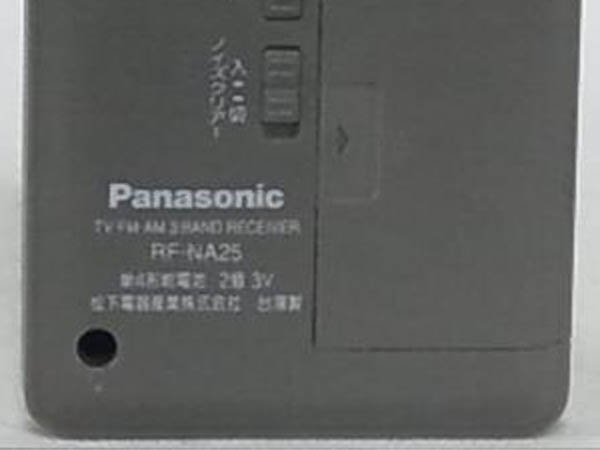 ノイズクリアー
入 切
Panasonic
TV-FM-AM 3 BAND RECEIVER
RF-NA25
単4形乾電池 2個 3V
松下電器産業株式会社 台湾製